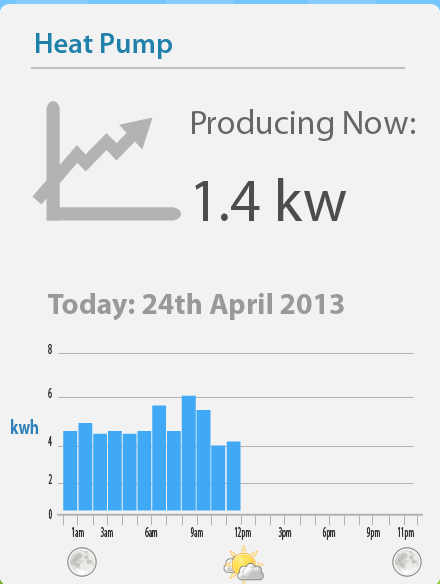 Heat Pump
Producing Now:
1.4 kw
Today: 24th April 2013
8
6
kwh
4
2
0
1am 3am 6am 9am 12pm 3pm 6pm 9pm 11pm